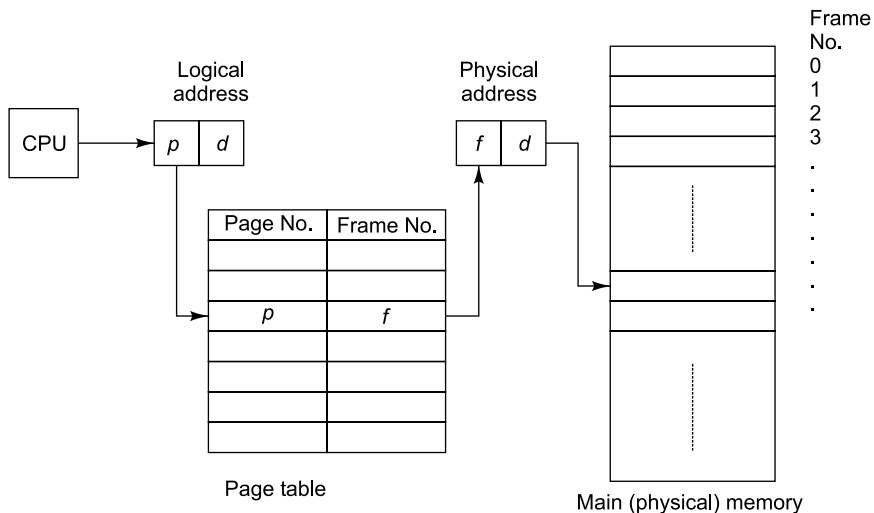 Frame
No.
0
1
2
3
.
.
.
.
.
.
.
Logical
address
Physical
address
CPU
p d
f d
Page No. Frame No.
p f
Page table
Main (physical) memory